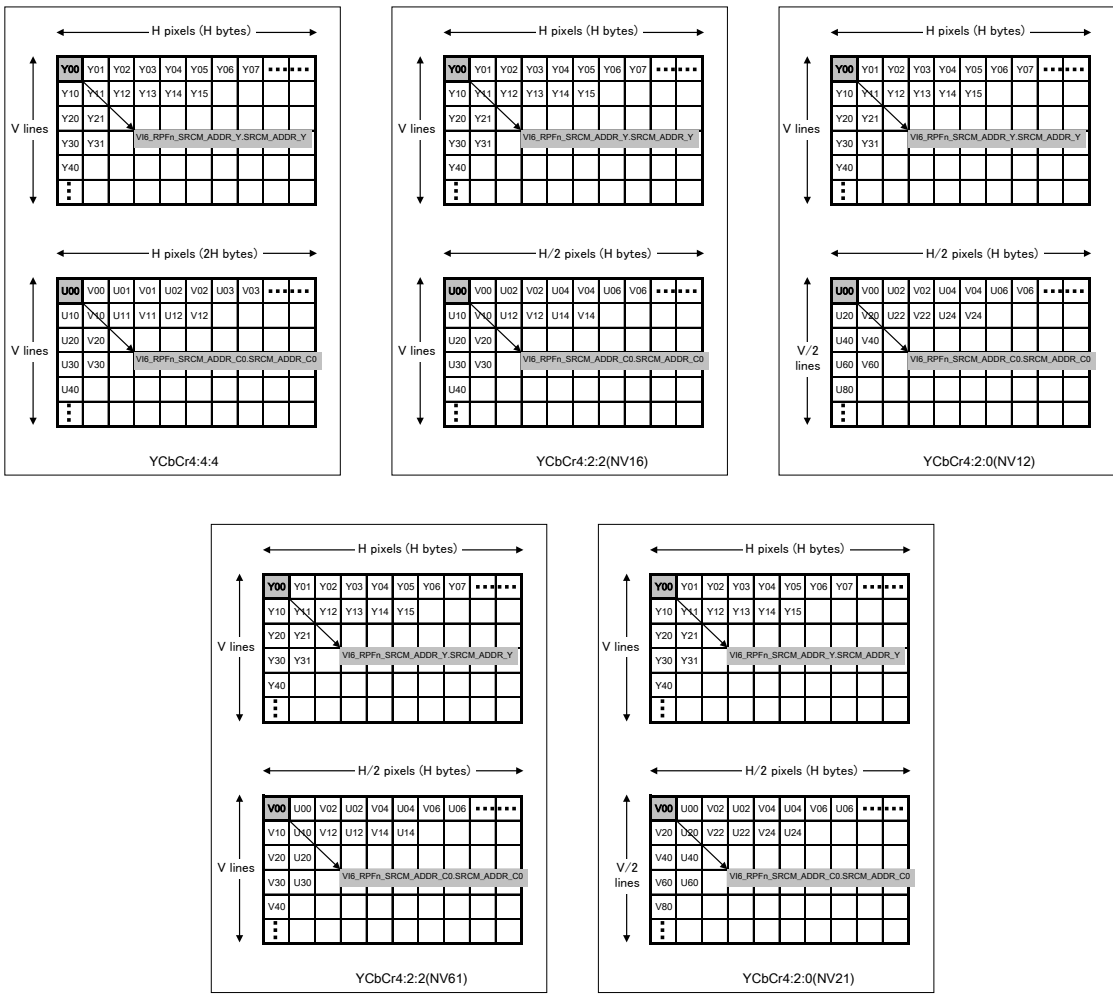 H pixels (H bytes)
Y00 Y01 Y02 Y03 Y04 Y05 Y06 Y07 ……
Y10 Y11 Y12 Y13 Y14 Y15
Y20 Y21
V lines
VI6_RPFn_SRCM_ADDR_Y.SRCM_ADDR_Y
Y30 Y31
Y40
⋮
H pixels (2H bytes)
U00 V00 U01 V01 U02 V02 U03 V03 ……
U10 V10 U11 V11 U12 V12
U20 V20
V lines
VI6_RPFn_SRCM_ADDR_C0.SRCM_ADDR_C0
U30 V30
U40
⋮
YCbCr4:4:4
H pixels (H bytes)
Y00 Y01 Y02 Y03 Y04 Y05 Y06 Y07 ……
Y10 Y11 Y12 Y13 Y14 Y15
Y20 Y21
V lines
VI6_RPFn_SRCM_ADDR_Y.SRCM_ADDR_Y
Y30 Y31
Y40
⋮
H/2 pixels (H bytes)
U00 V00 U02 V02 U04 V04 U06 V06 ……
U10 V10 U12 V12 U14 V14
U20 V20
V lines
VI6_RPFn_SRCM_ADDR_C0.SRCM_ADDR_C0
U30 V30
U40
⋮
YCbCr4:2:2(NV16)
H pixels (H bytes)
Y00 Y01 Y02 Y03 Y04 Y05 Y06 Y07 ……
Y10 Y11 Y12 Y13 Y14 Y15
Y20 Y21
V lines
VI6_RPFn_SRCM_ADDR_Y.SRCM_ADDR_Y
Y30 Y31
Y40
⋮
H/2 pixels (H bytes)
U00 V00 U02 V02 U04 V04 U06 V06 ……
U20 V20 U22 V22 U24 V24
U40 V40
V/2
lines
VI6_RPFn_SRCM_ADDR_C0.SRCM_ADDR_C0
U60 V60
U80
⋮
YCbCr4:2:0(NV12)
H pixels (H bytes)
Y00 Y01 Y02 Y03 Y04 Y05 Y06 Y07 ……
Y10 Y11 Y12 Y13 Y14 Y15
Y20 Y21
V lines
VI6_RPFn_SRCM_ADDR_Y.SRCM_ADDR_Y
Y30 Y31
Y40
⋮
H/2 pixels (H bytes)
V00 U00 V02 U02 V04 U04 V06 U06 ……
V10 U10 V12 U12 V14 U14
V20 U20
V lines
VI6_RPFn_SRCM_ADDR_C0.SRCM_ADDR_C0
V30 U30
V40
⋮
YCbCr4:2:2(NV61)
H pixels (H bytes)
Y00 Y01 Y02 Y03 Y04 Y05 Y06 Y07 ……
Y10 Y11 Y12 Y13 Y14 Y15
Y20 Y21
V lines
VI6_RPFn_SRCM_ADDR_Y.SRCM_ADDR_Y
Y30 Y31
Y40
⋮
H/2 pixels (H bytes)
V00 U00 V02 U02 V04 U04 V06 U06 ……
V20 U20 V22 U22 V24 U24
V40 U40
V/2
lines
VI6_RPFn_SRCM_ADDR_C0.SRCM_ADDR_C0
V60 U60
V80
⋮
YCbCr4:2:0(NV21)